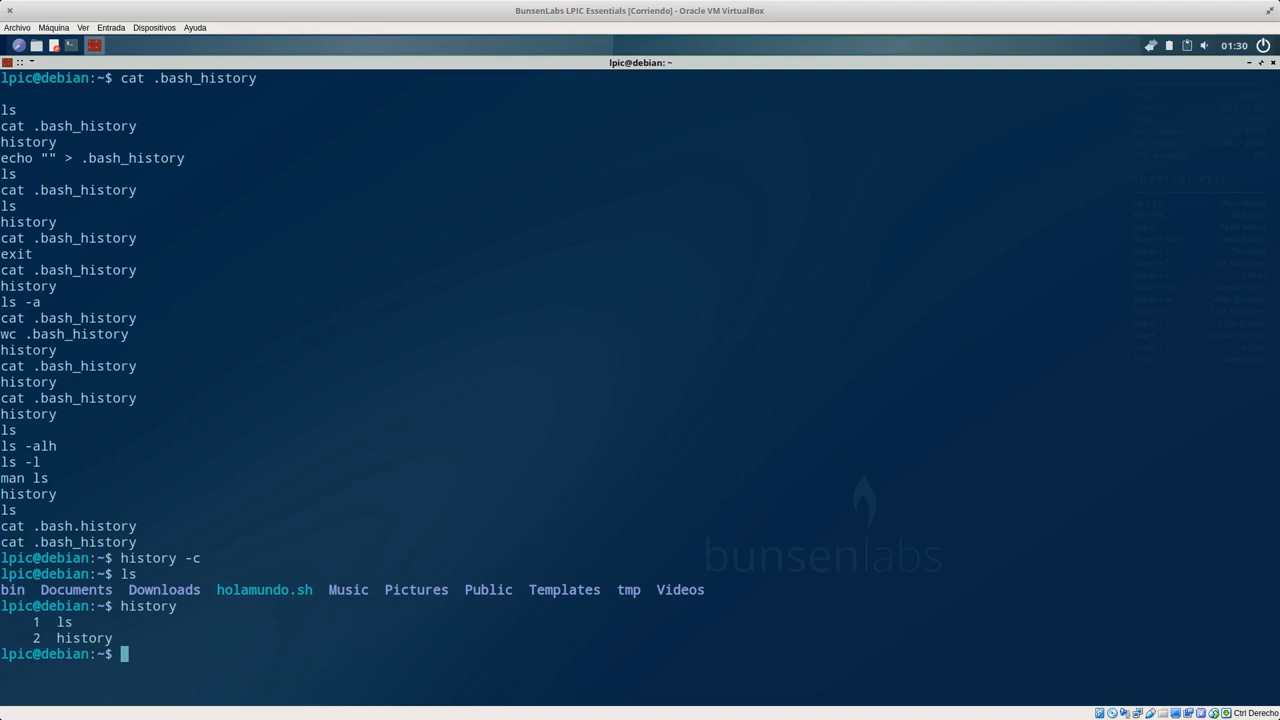 BunsenLabs LPIC Essentials [Corriendo] - Oracle VM VirtualBox
Archivo Máquina Ver Entrada Dispositivos Ayuda
01:30
lpic@debian: ~
lpic@debian:~$ cat .bash_history
ls
cat .bash_history
history
echo "" > .bash_history
ls
cat .bash_history
ls
history
cat .bash_history
exit
cat .bash_history
history
ls -a
cat .bash_history
wc .bash_history
history
cat .bash_history
history
cat .bash_history
history
ls
ls -alh
ls -l
man ls
history
ls
cat .bash.history
cat .bash_history
lpic@debian:~$ history -c
lpic@debian:~$ ls
bin Documents Downloads holamundo.sh Music Pictures Public Templates tmp Videos
lpic@debian:~$ history
1 ls
2 history
lpic@debian:~$
bunsenlabs
Ctrl Derecho